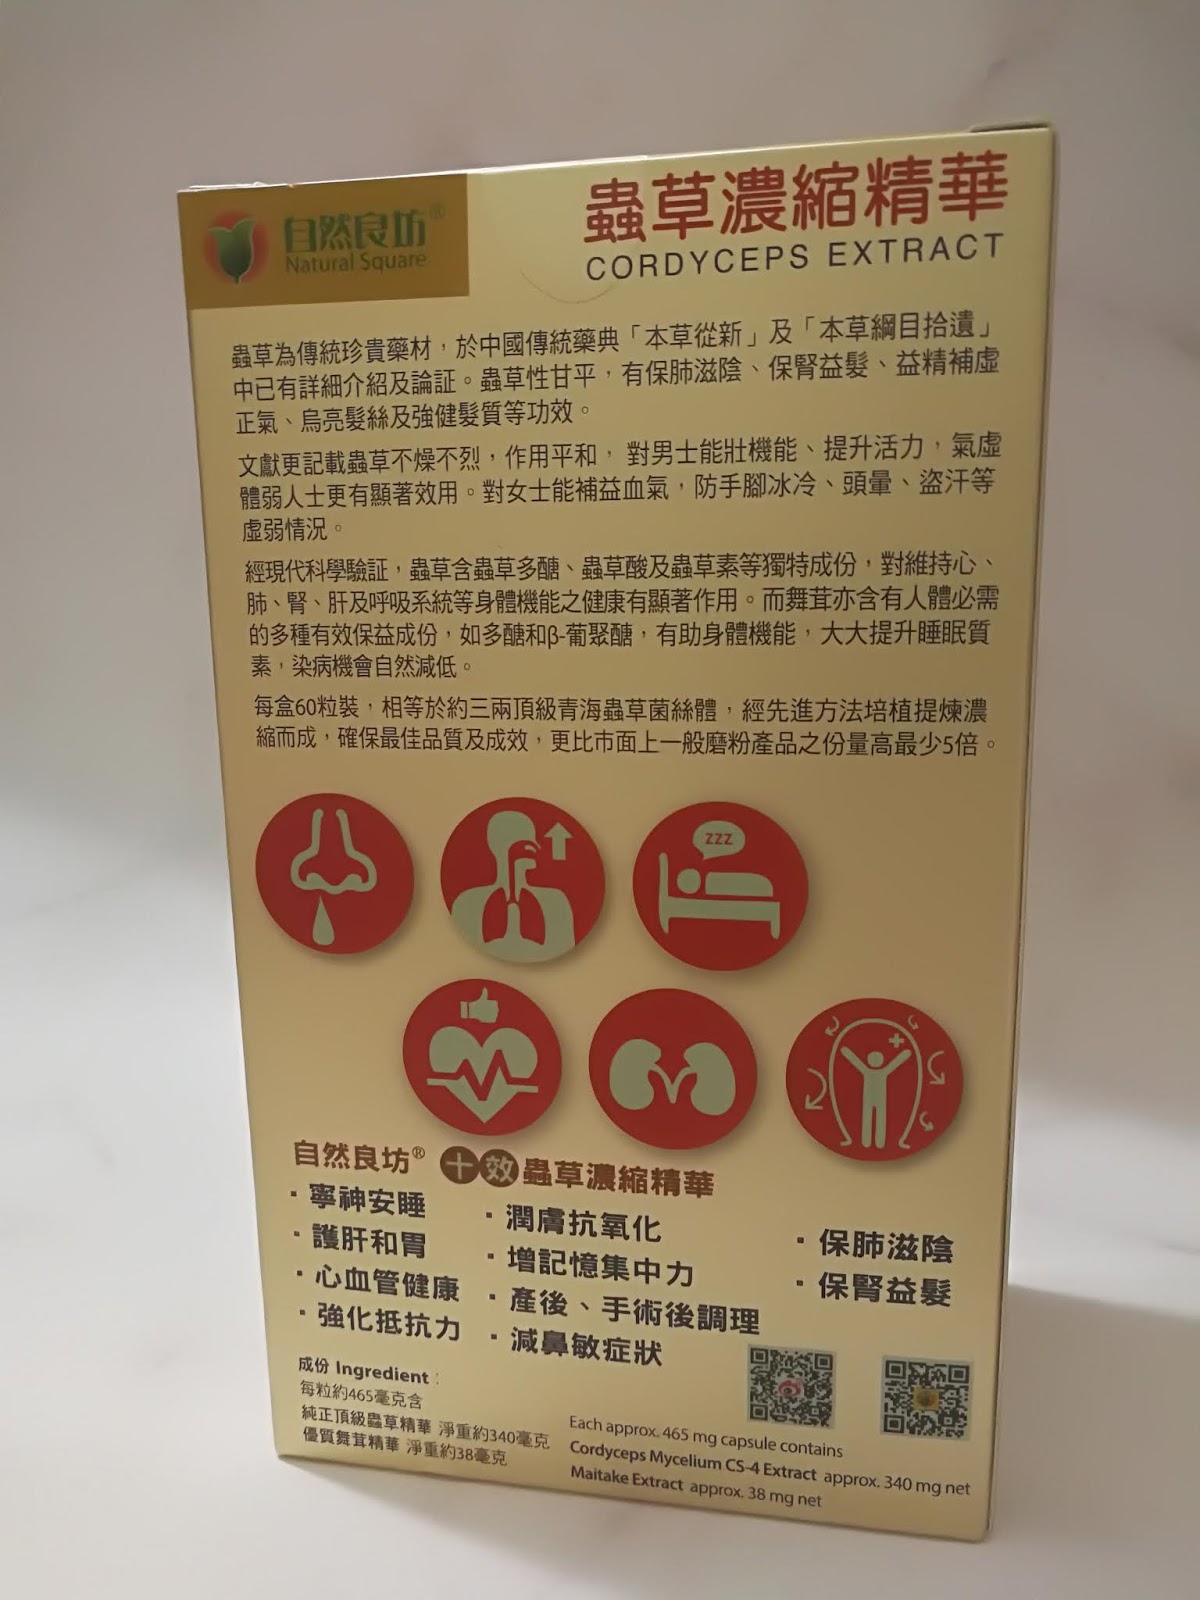 自然良坊®
Natural Square
蟲草濃縮精華
CORDYCEPS EXTRACT
蟲草為傳統珍貴藥材，於中國傳統藥典「本草從新」及「本草綱目拾遺」
中已有詳細介紹及論証。蟲草性甘平，有保肺滋陰、保腎益髮、益精補虛
正氣、烏亮髮絲及強健髮質等功效。
文獻更記載蟲草不燥不烈，作用平和， 對男士能壯機能、提升活力，氣虛
體弱人士更有顯著效用。對女士能補益血氣，防手腳冰冷、頭暈、盜汗等
虛弱情況。
經現代科學驗証，蟲草含蟲草多醣、蟲草酸及蟲草素等獨特成份，對維持心、
肺、腎、肝及呼吸系統等身體機能之健康有顯著作用。而舞茸亦含有人體必需
的多種有效保益成份，如多醣和β-葡聚醣，有助身體機能，大大提升睡眠質
素，染病機會自然減低。
每盒60粒裝，相等於約三兩頂級青海蟲草菌絲體，經先進方法培植提煉濃
縮而成，確保最佳品質及成效，更比市面上一般磨粉產品之份量高最少5倍。
zzz
自然良坊® 十效蟲草濃縮精華
· 寧神安睡
· 護肝和胃
· 心血管健康
· 強化抵抗力
· 潤膚抗氧化
· 增記憶集中力
· 產後、手術後調理
· 減鼻敏症狀
· 保肺滋陰
· 保腎益髮
成份 Ingredient：
每粒約465毫克含
純正頂級蟲草精華 淨重約340毫克
優質舞茸精華 淨重約38毫克
Each approx. 465 mg capsule contains
Cordyceps Mycelium CS-4 Extract approx. 340 mg net
Maitake Extract approx. 38 mg net